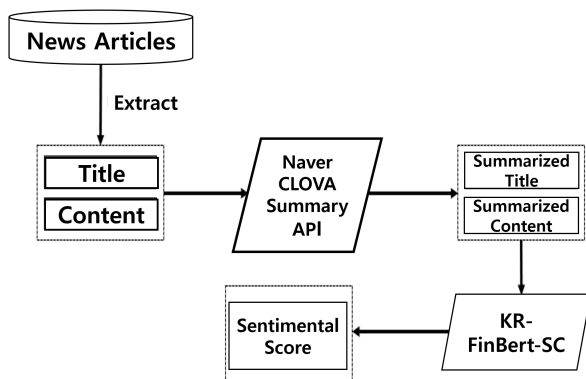 News Articles
Extract
Title
Content
Naver
CLOVA
Summary
API
Summarized
Title
Summarized
Content
KR-
FinBert-SC
Sentimental
Score